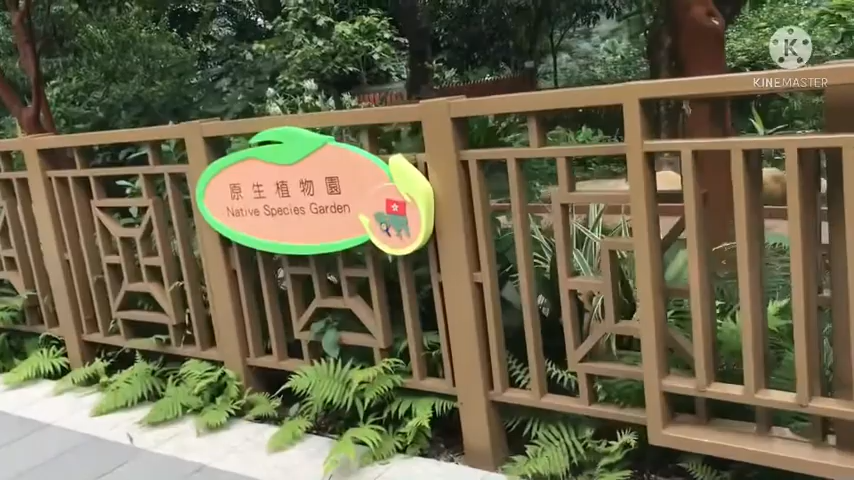 KINEMASTER
原生植物園
Native Species Garden